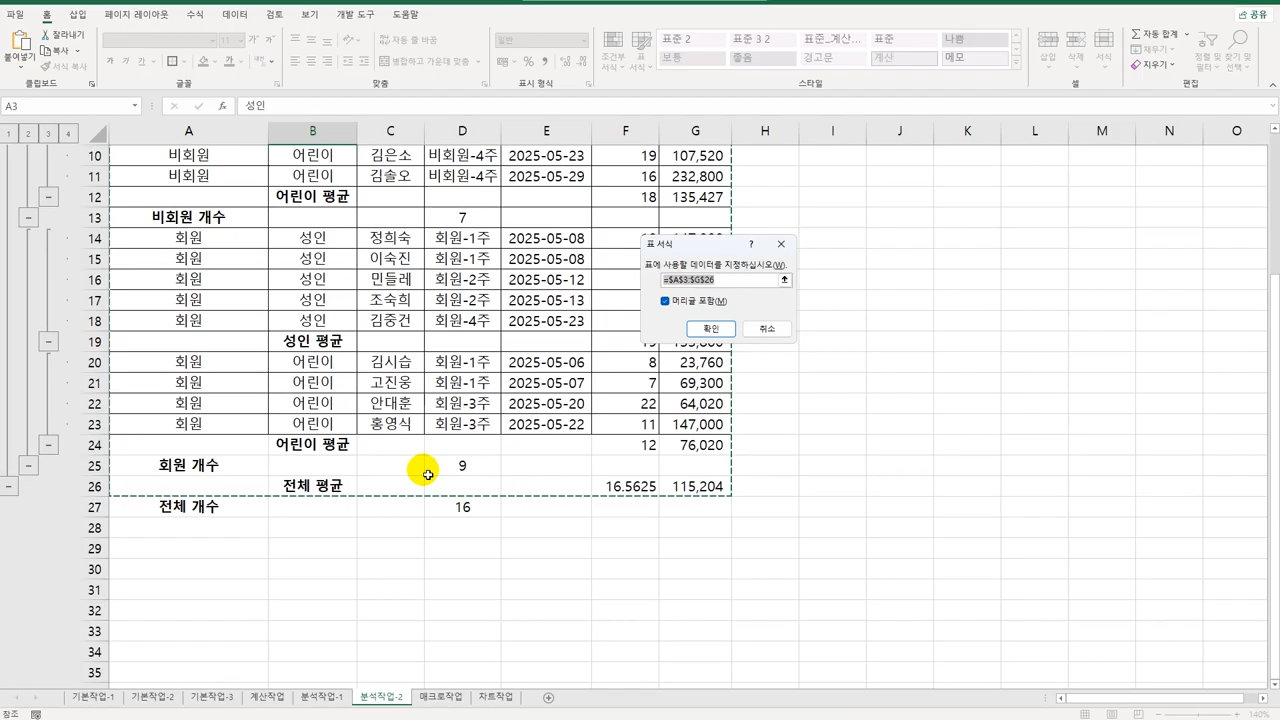 파일 홈 삽입 페이지 레이아웃 수식 데이터 검토 보기 개발 도구 도움말 공유
붙여넣기 잘라내기 복사 서식 복사
11
가 가 가
자동 줄 바꿈
병합하고 가운데 맞춤
일반
조건부 서식 표 서식
표준 2 표준 3 2 표준_계산... 표준 나쁨
보통 좋음 경고문 계산 메모
삽입 삭제 서식
자동 합계 채우기 지우기
정렬 및 필터 찾기 및 선택
클립보드 글꼴 맞춤 표시 형식 스타일 셀 편집
A3 fx 성인
1 2 3 4 A B C D E F G H I J K L M N O
10 비회원 어린이 김은소 비회원-4주 2025-05-23 19 107,520
11 비회원 어린이 김솔오 비회원-4주 2025-05-29 16 232,800
12 어린이 평균 18 135,427
13 비회원 개수 7
14 회원 성인 정희숙 회원-1주 2025-05-08
15 회원 성인 이숙진 회원-1주 2025-05-08
16 회원 성인 민들레 회원-2주 2025-05-12
17 회원 성인 조숙희 회원-2주 2025-05-13
18 회원 성인 김중건 회원-4주 2025-05-23
19 성인 평균
20 회원 어린이 김시습 회원-1주 2025-05-06 8 23,760
21 회원 어린이 고진웅 회원-1주 2025-05-07 7 69,300
22 회원 어린이 안대훈 회원-3주 2025-05-20 22 64,020
23 회원 어린이 홍영식 회원-3주 2025-05-22 11 147,000
24 어린이 평균 12 76,020
25 회원 개수 9
26 전체 평균 16.5625 115,204
27 전체 개수 16
28
29
30
31
32
33
34
35
표 서식 ?
표에 사용할 데이터를 지정하십시오(W).
=$A$3:$G$26
머리글 포함(M)
확인 취소
기본작업-1 기본작업-2 기본작업-3 계산작업 분석작업-1 분석작업-2 매크로작업 차트작업
참조 140%